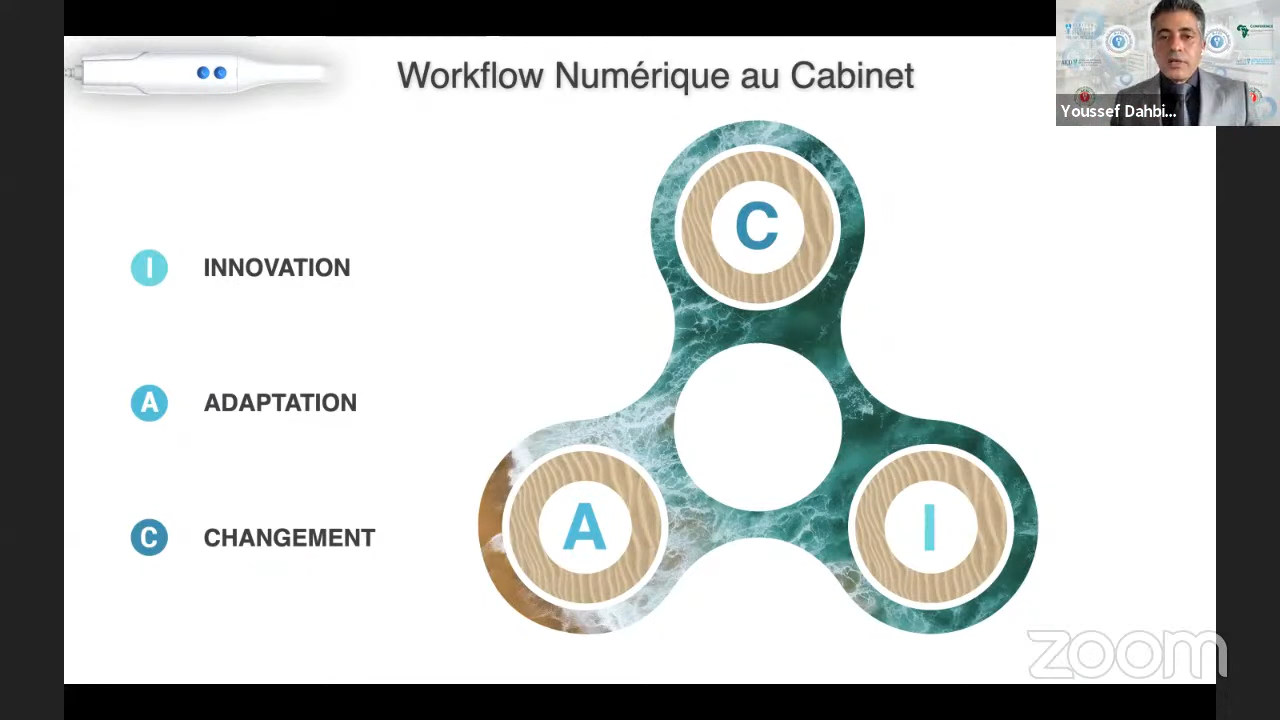 Workflow Numérique au Cabinet
Youssef Dahbi...
C
I INNOVATION
A ADAPTATION
C CHANGEMENT
A
I
zoom